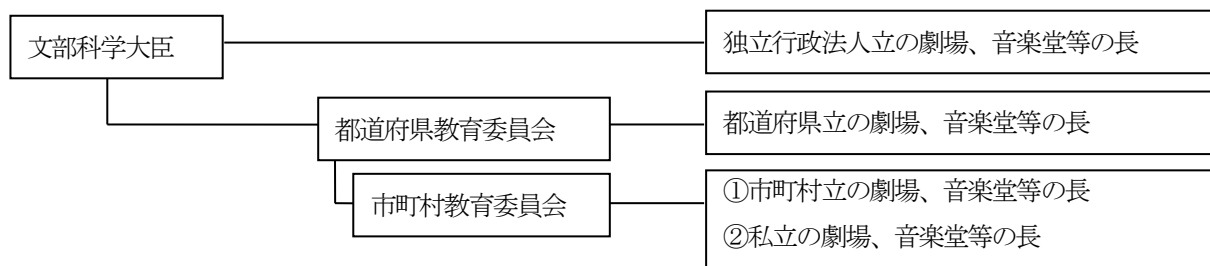 文部科学大臣
独立行政法人立の劇場、音楽堂等の長
都道府県教育委員会
都道府県立の劇場、音楽堂等の長
市町村教育委員会
①市町村立の劇場、音楽堂等の長
②私立の劇場、音楽堂等の長